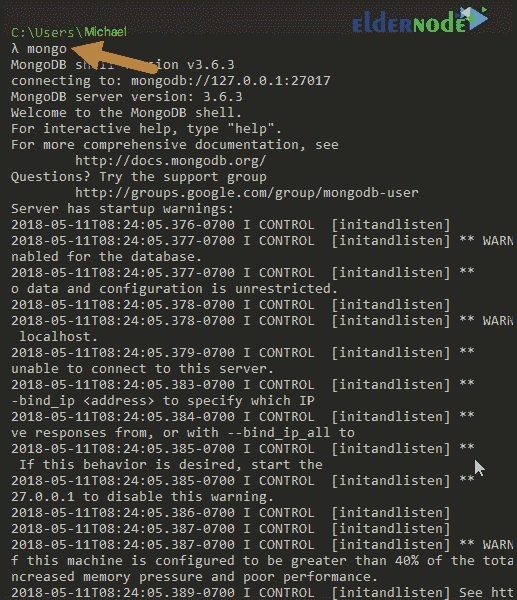 ELDERNODE
C:\Users\Michael
λ mongo
MongoDB shell version v3.6.3
connecting to: mongodb://127.0.0.1:27017
MongoDB server version: 3.6.3
Welcome to the MongoDB shell.
For interactive help, type "help".
For more comprehensive documentation, see
http://docs.mongodb.org/
Questions? Try the support group
http://groups.google.com/group/mongodb-user
Server has startup warnings:
2018-05-11T08:24:05.376-0700 I CONTROL [initandlisten]
2018-05-11T08:24:05.377-0700 I CONTROL [initandlisten] ** WARN
nabled for the database.
2018-05-11T08:24:05.377-0700 I CONTROL [initandlisten] **
o data and configuration is unrestricted.
2018-05-11T08:24:05.378-0700 I CONTROL [initandlisten]
2018-05-11T08:24:05.378-0700 I CONTROL [initandlisten] ** WARN
localhost.
2018-05-11T08:24:05.379-0700 I CONTROL [initandlisten] **
unable to connect to this server.
2018-05-11T08:24:05.383-0700 I CONTROL [initandlisten] **
-bind_ip <address> to specify which IP
2018-05-11T08:24:05.384-0700 I CONTROL [initandlisten] **
ve responses from, or with --bind_ip_all to
2018-05-11T08:24:05.385-0700 I CONTROL [initandlisten] **
If this behavior is desired, start the
2018-05-11T08:24:05.385-0700 I CONTROL [initandlisten] **
27.0.0.1 to disable this warning.
2018-05-11T08:24:05.386-0700 I CONTROL [initandlisten]
2018-05-11T08:24:05.387-0700 I CONTROL [initandlisten]
2018-05-11T08:24:05.387-0700 I CONTROL [initandlisten] ** WARN
f this machine is configured to be greater than 40% of the tota
ncreased memory pressure and poor performance.
2018-05-11T08:24:05.389-0700 I CONTROL [initandlisten] See htt